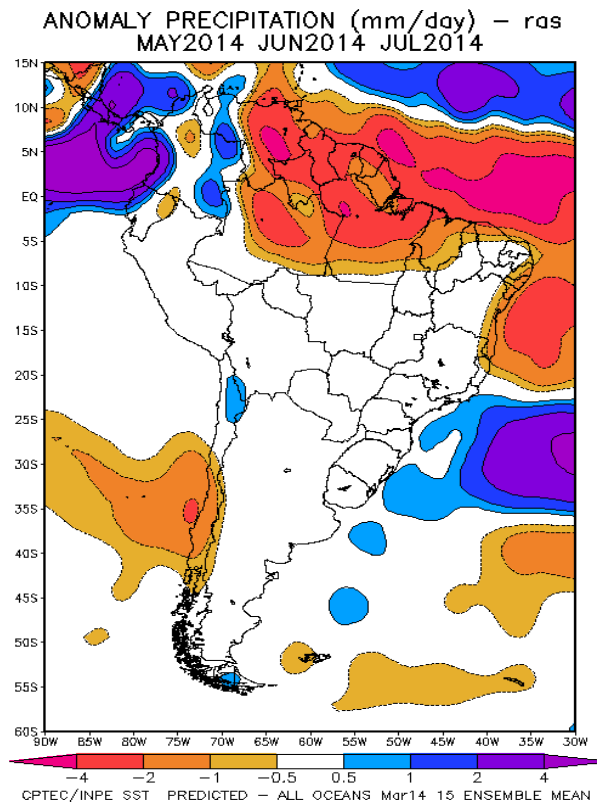 ANOMALY PRECIPITATION (mm/day) – ras
MAY2014 JUN2014 JUL2014
15N
10N
5N
EQ
5S
10S
15S
20S
25S
30S
35S
40S
45S
50S
55S
60S
90W 85W 80W 75W 70W 65W 60W 55W 50W 45W 40W 35W 30W
−4 −2 −1 −0.5 0.5 1 2 4
CPTEC/INPE SST PREDICTED – ALL OCEANS Mar14 15 ENSEMBLE MEAN